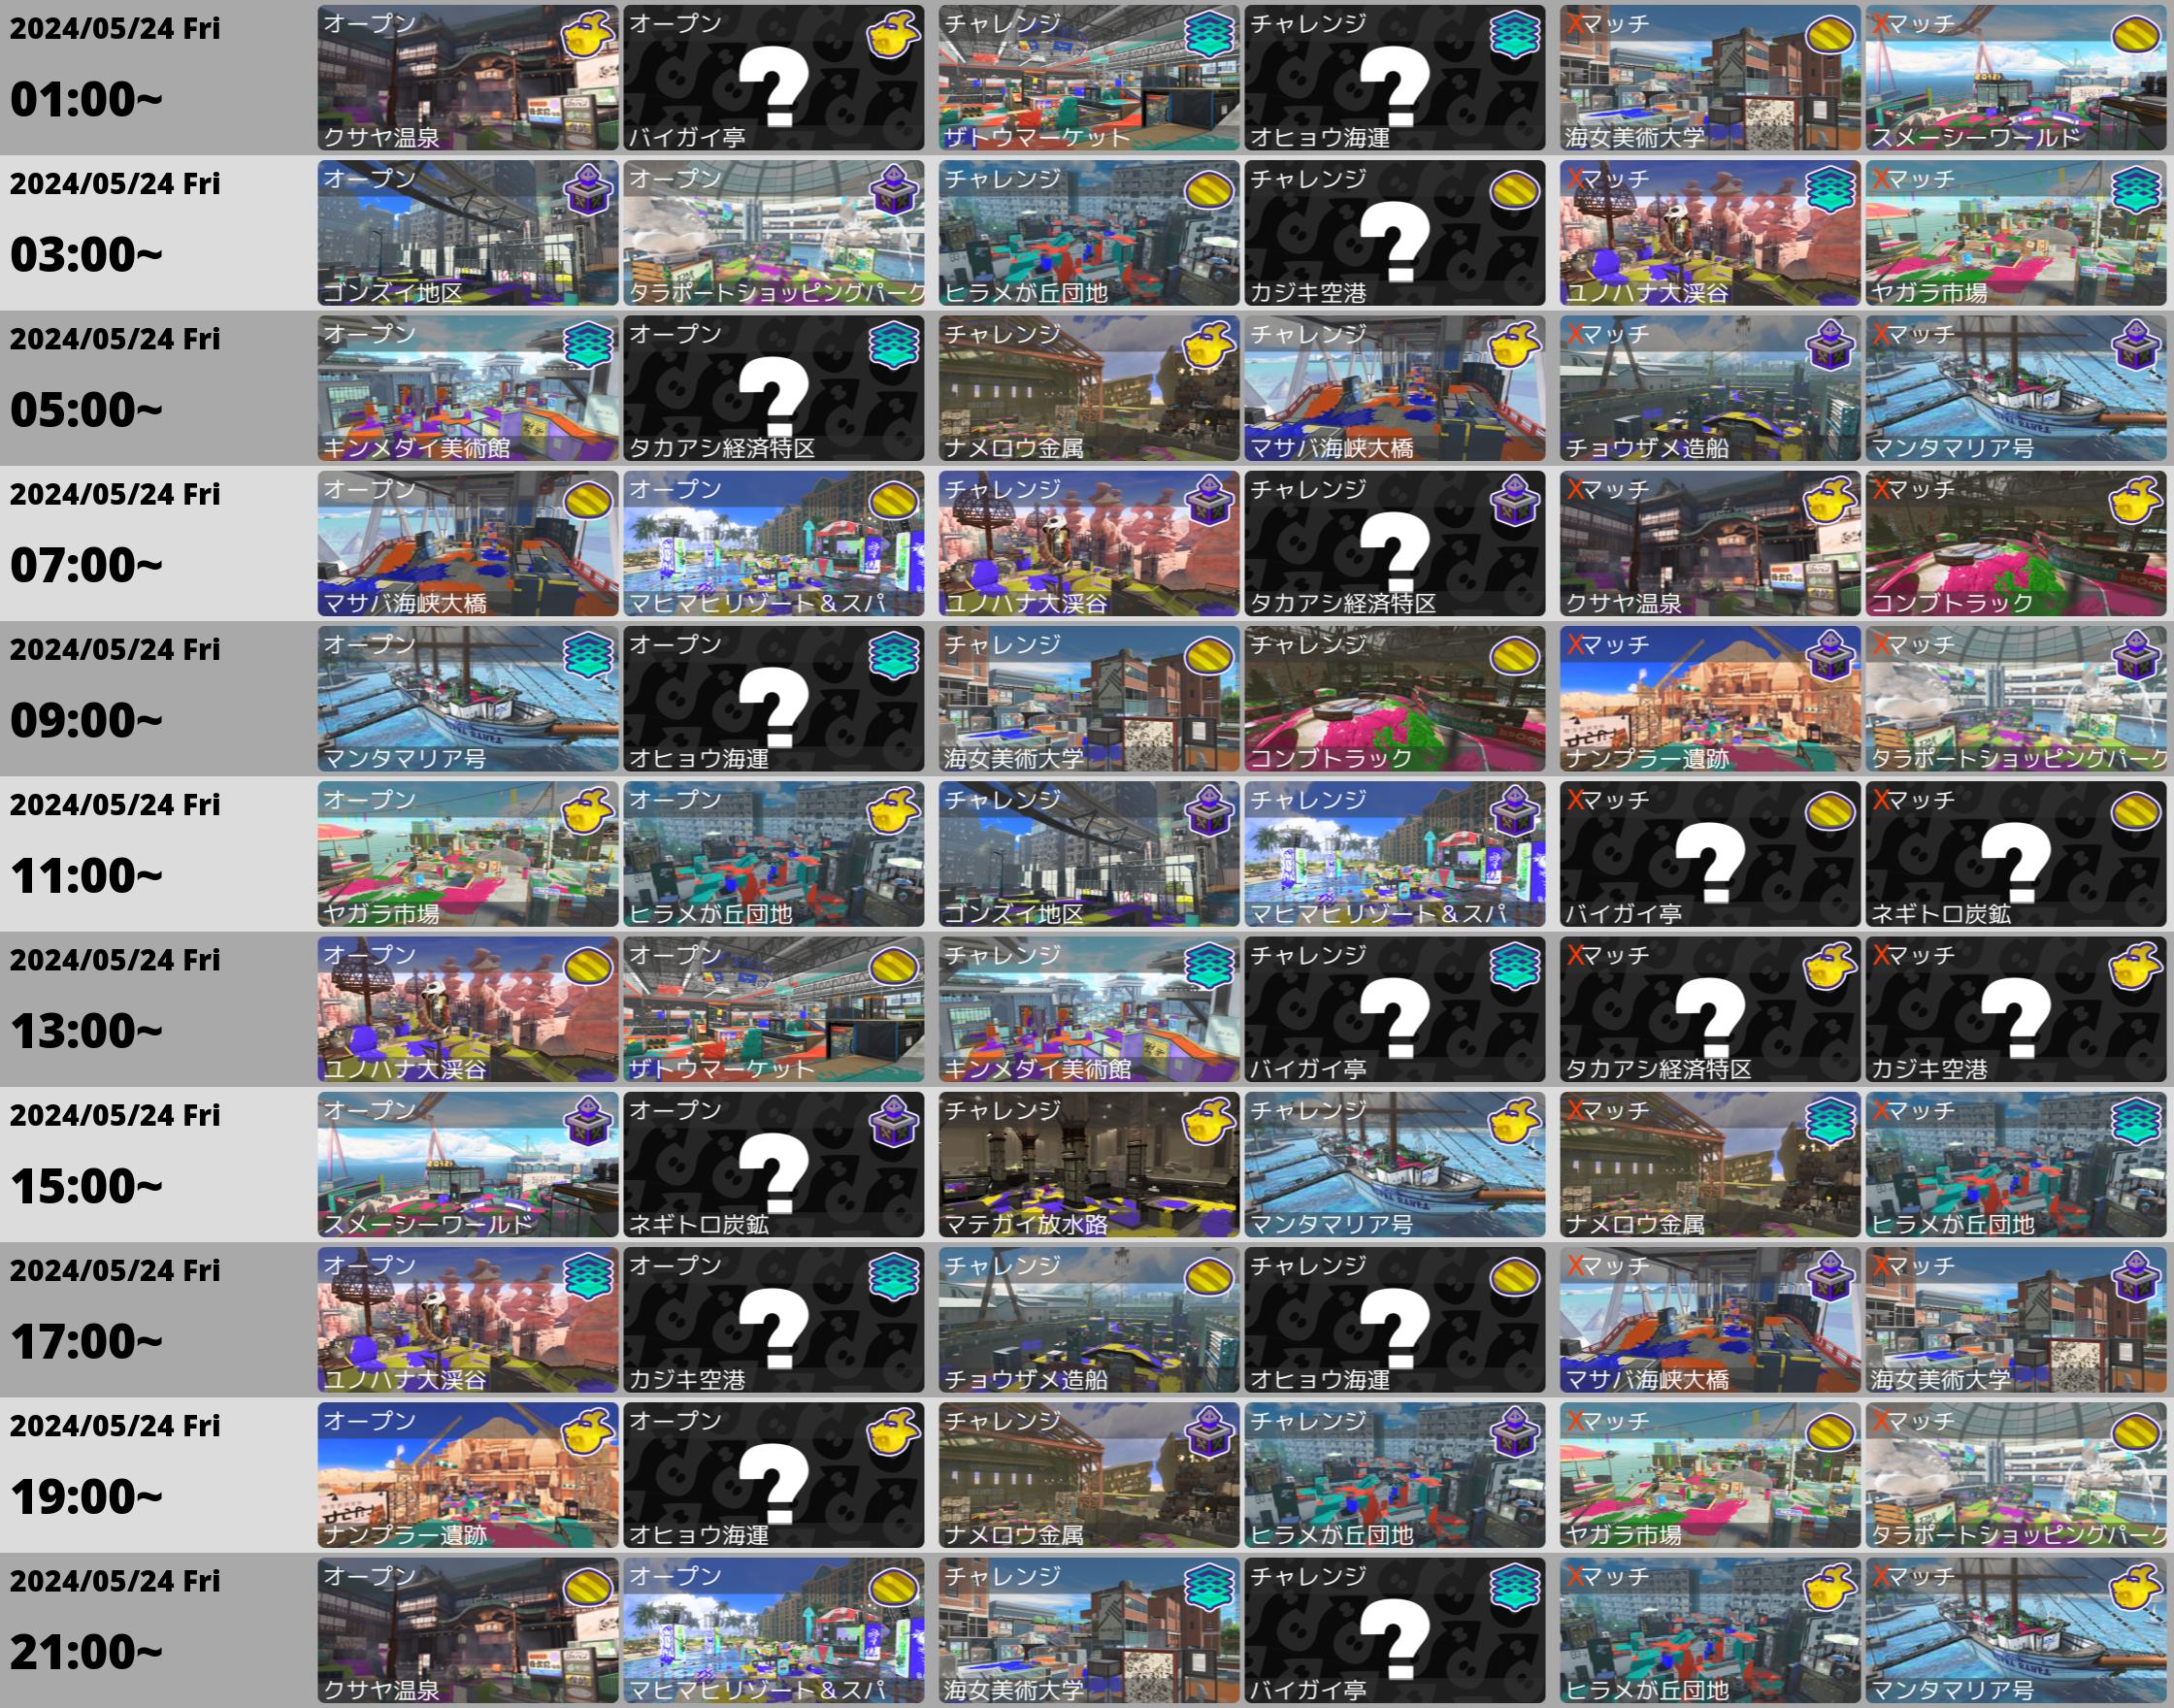 2024/05/24 Fri
01:00~
オープン
クサヤ温泉
オープン
バイガイ亭
チャレンジ
ザトウマーケット
チャレンジ
オヒョウ海運
Xマッチ
海女美術大学
Xマッチ
スメーシーワールド
2024/05/24 Fri
03:00~
オープン
ゴンズイ地区
オープン
タラポートショッピングパーク
チャレンジ
ヒラメが丘団地
チャレンジ
カジキ空港
Xマッチ
ユノハナ大渓谷
Xマッチ
ヤガラ市場
2024/05/24 Fri
05:00~
オープン
キンメダイ美術館
オープン
タカアシ経済特区
チャレンジ
ナメロウ金属
チャレンジ
マサバ海峡大橋
Xマッチ
チョウザメ造船
Xマッチ
マンタマリア号
2024/05/24 Fri
07:00~
オープン
マサバ海峡大橋
オープン
マヒマヒリゾート&スパ
チャレンジ
ユノハナ大渓谷
チャレンジ
タカアシ経済特区
Xマッチ
クサヤ温泉
Xマッチ
コンブトラック
2024/05/24 Fri
09:00~
オープン
マンタマリア号
オープン
オヒョウ海運
チャレンジ
海女美術大学
チャレンジ
コンブトラック
Xマッチ
ナンプラー遺跡
Xマッチ
タラポートショッピングパーク
2024/05/24 Fri
11:00~
オープン
ヤガラ市場
オープン
ヒラメが丘団地
チャレンジ
ゴンズイ地区
チャレンジ
マヒマヒリゾート&スパ
Xマッチ
バイガイ亭
Xマッチ
ネギトロ炭鉱
2024/05/24 Fri
13:00~
オープン
ユノハナ大渓谷
オープン
ザトウマーケット
チャレンジ
キンメダイ美術館
チャレンジ
バイガイ亭
Xマッチ
タカアシ経済特区
Xマッチ
カジキ空港
2024/05/24 Fri
15:00~
オープン
スメーシーワールド
オープン
ネギトロ炭鉱
チャレンジ
マテガイ放水路
チャレンジ
マンタマリア号
Xマッチ
ナメロウ金属
Xマッチ
ヒラメが丘団地
2024/05/24 Fri
17:00~
オープン
ユノハナ大渓谷
オープン
カジキ空港
チャレンジ
チョウザメ造船
チャレンジ
オヒョウ海運
Xマッチ
マサバ海峡大橋
Xマッチ
海女美術大学
2024/05/24 Fri
19:00~
オープン
ナンプラー遺跡
オープン
オヒョウ海運
チャレンジ
ナメロウ金属
チャレンジ
ヒラメが丘団地
Xマッチ
ヤガラ市場
Xマッチ
タラポートショッピングパーク
2024/05/24 Fri
21:00~
オープン
クサヤ温泉
オープン
マヒマヒリゾート&スパ
チャレンジ
海女美術大学
チャレンジ
バイガイ亭
Xマッチ
ヒラメが丘団地
Xマッチ
マンタマリア号